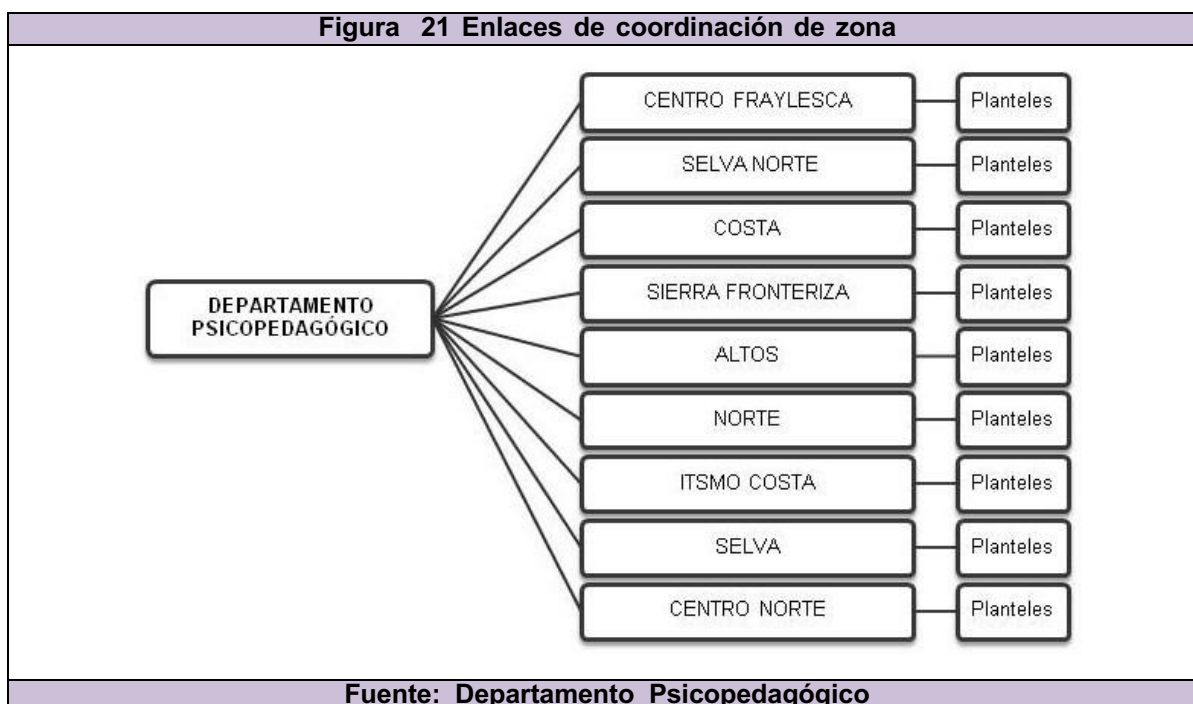 Figura 21 Enlaces de coordinación de zona
DEPARTAMENTO
PSICOPEDAGÓGICO
CENTRO FRAYLESCA
Planteles
SELVA NORTE
Planteles
COSTA
Planteles
SIERRA FRONTERIZA
Planteles
ALTOS
Planteles
NORTE
Planteles
ITSMO COSTA
Planteles
SELVA
Planteles
CENTRO NORTE
Planteles
Fuente: Departamento Psicopedagógico